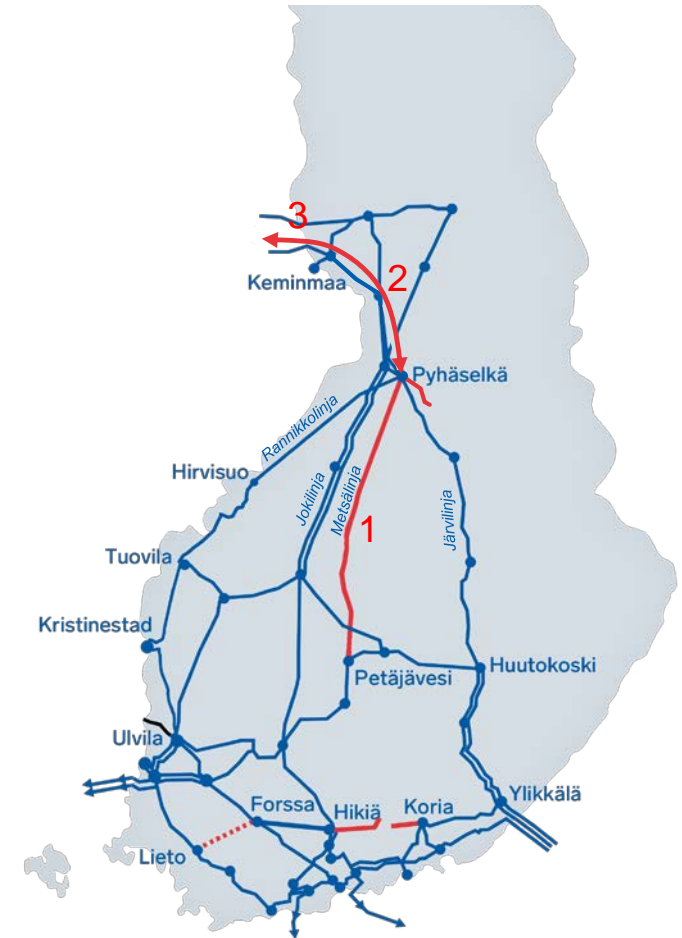 3
2
Keminmaa
Pyhäselkä
Rannikkolinja
Hirvisuo
Jokilinja
Metsälinja
Järvilinja
1
Tuovila
Kristinestad
Huutokoski
Petäjävesi
Ulvila
Ylikkälä
Forssa
Hikiä
Koria
Lieto